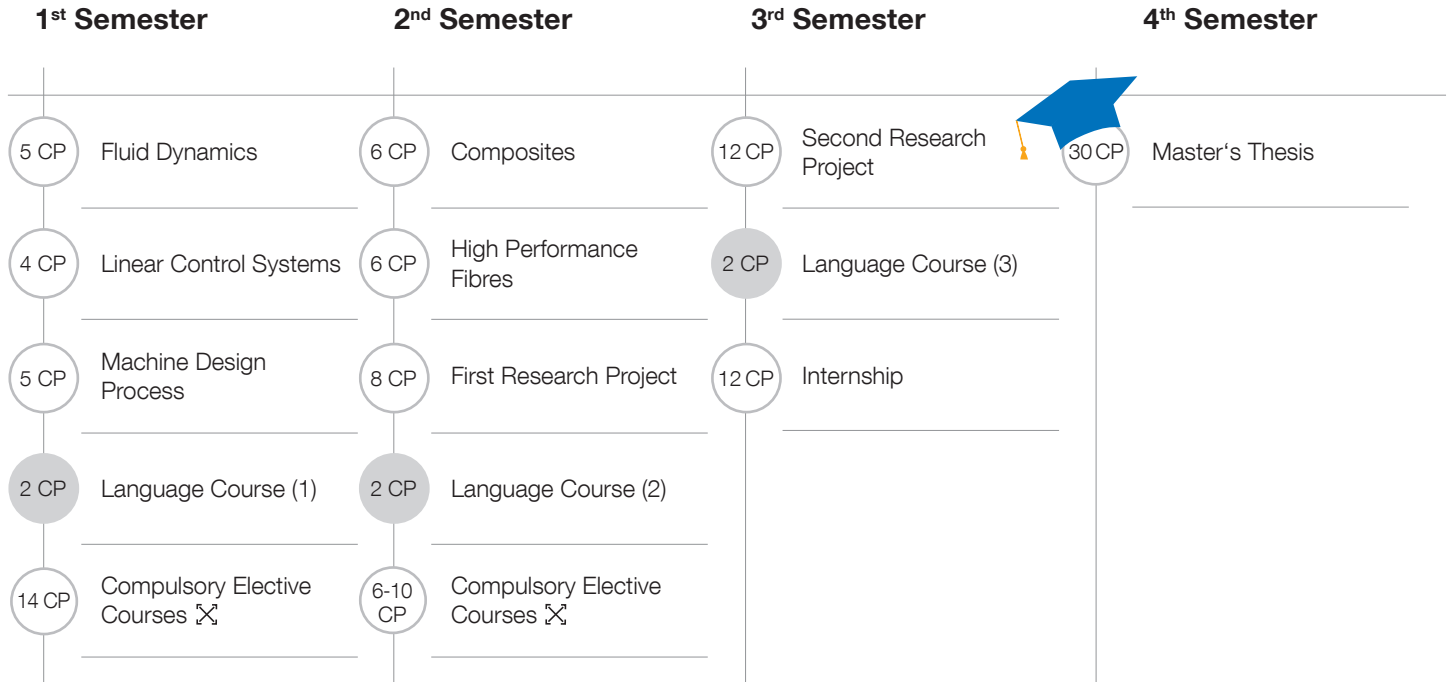 1st Semester
5 CP
Fluid Dynamics
4 CP
Linear Control Systems
5 CP
Machine Design
Process
2 CP
Language Course (1)
14 CP
Compulsory Elective
Courses
2nd Semester
6 CP
Composites
6 CP
High Performance
Fibres
8 CP
First Research Project
2 CP
Language Course (2)
6-10
CP
Compulsory Elective
Courses
3rd Semester
12 CP
Second Research
Project
2 CP
Language Course (3)
12 CP
Internship
4th Semester
30 CP
Master‘s Thesis